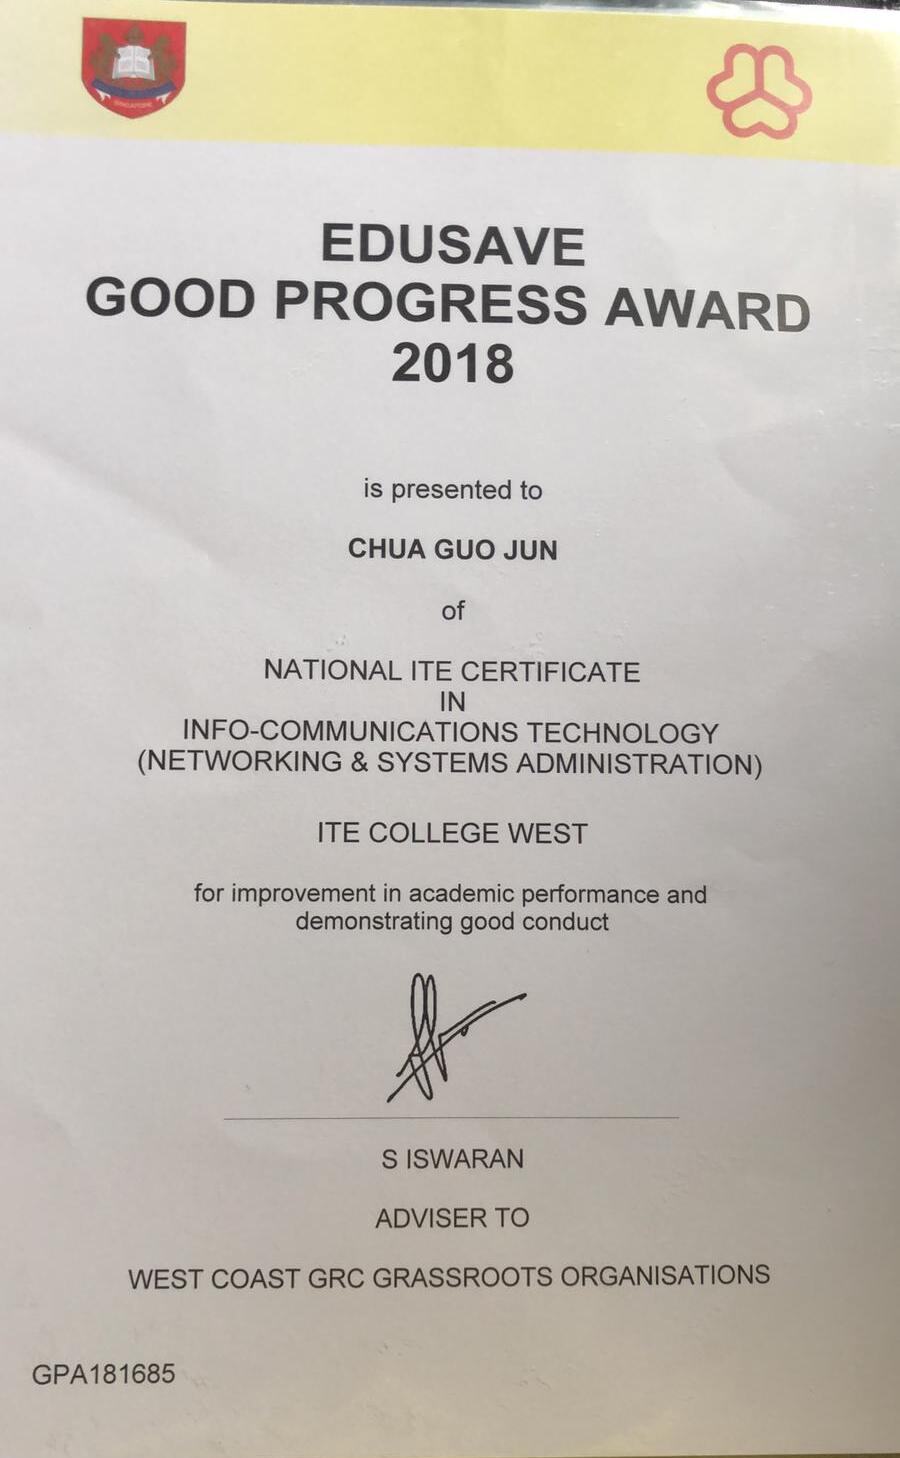 SINGAPORE
EDUSAVE
GOOD PROGRESS AWARD
2018
is presented to
CHUA GUO JUN
of
NATIONAL ITE CERTIFICATE
IN
INFO-COMMUNICATIONS TECHNOLOGY
(NETWORKING & SYSTEMS ADMINISTRATION)
ITE COLLEGE WEST
for improvement in academic performance and
demonstrating good conduct
S ISWARAN
ADVISER TO
WEST COAST GRC GRASSROOTS ORGANISATIONS
GPA181685